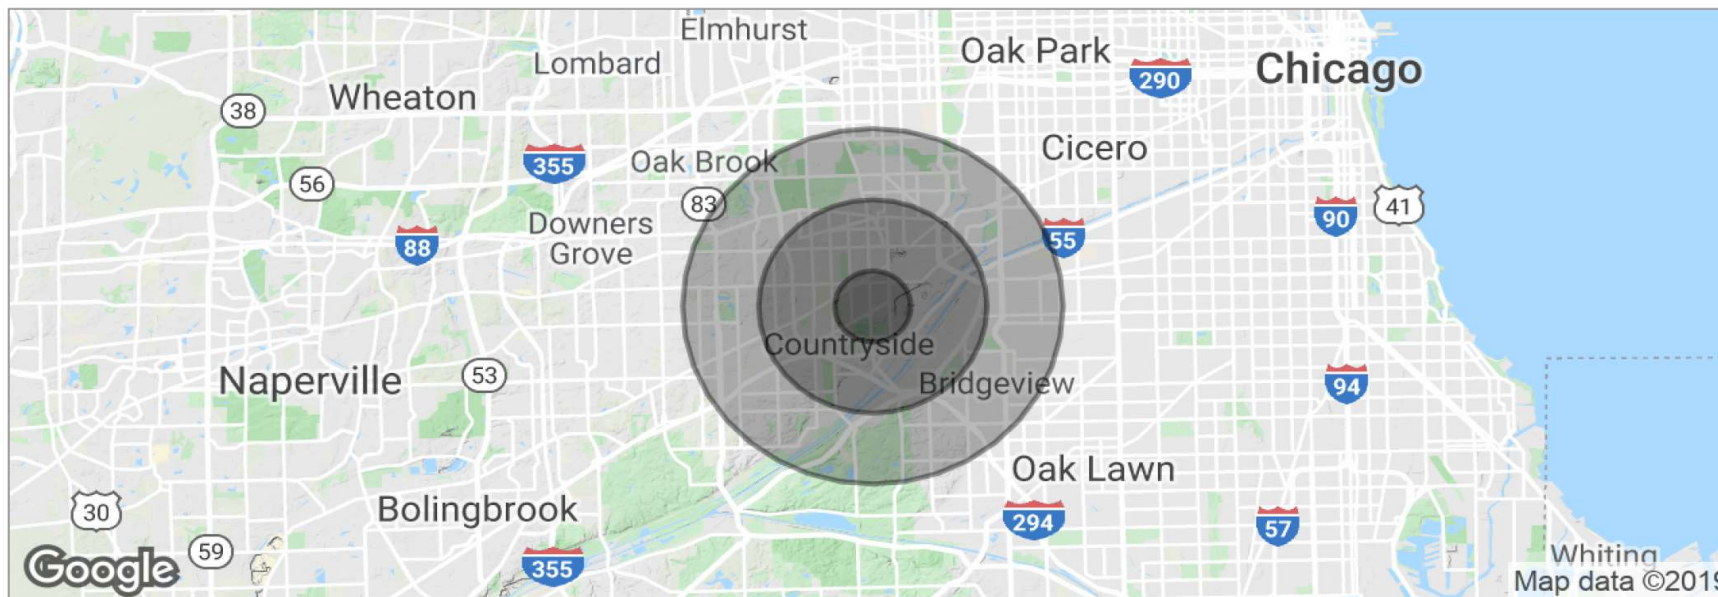 Elmhurst
Oak Park
Chicago
Lombard
290
Wheaton
38
Cicero
355
Oak Brook
56
83
41
90
Downers
Grove
88
55
Countryside
Bridgeview
Naperville
53
94
Oak Lawn
Bolingbrook
30
294
57
59
355
Google
Whiting
Map data ©2019